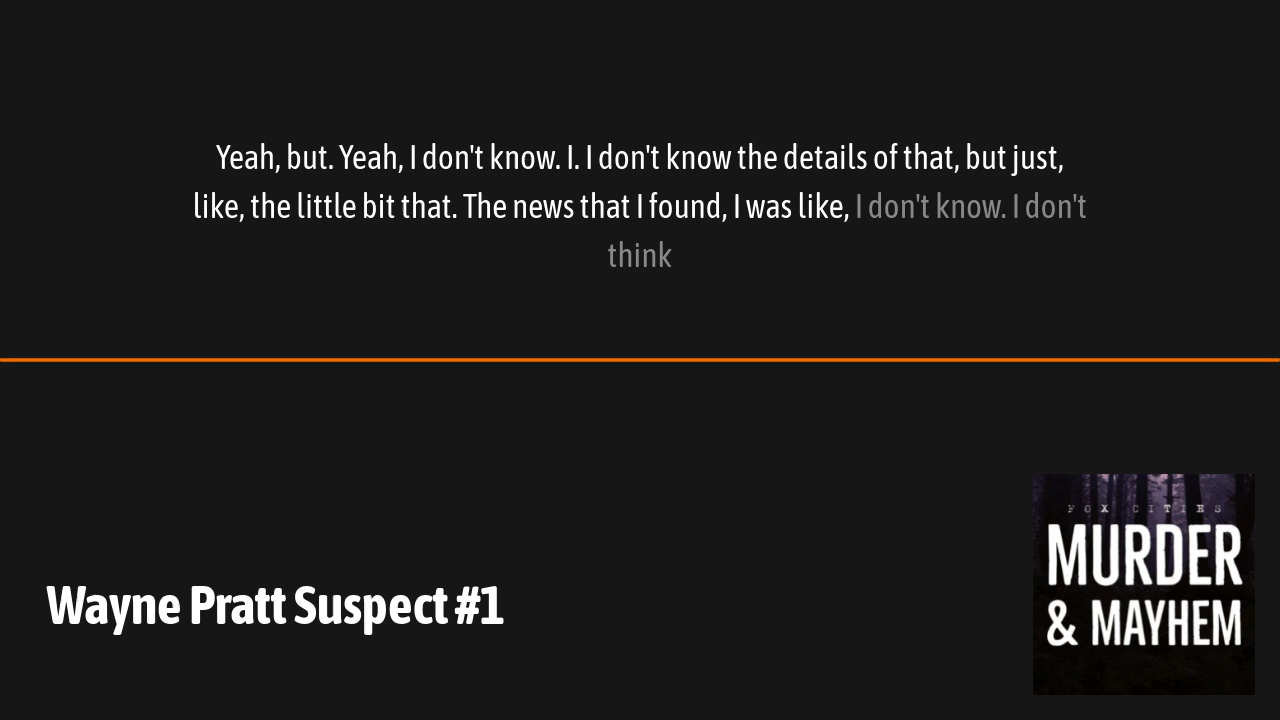 Yeah, but. Yeah, I don't know. I. I don't know the details of that, but just,
like, the little bit that. The news that I found, I was like, I don't know. I don't
think
Wayne Pratt Suspect #1
FOX CITIES
MURDER
& MAYHEM